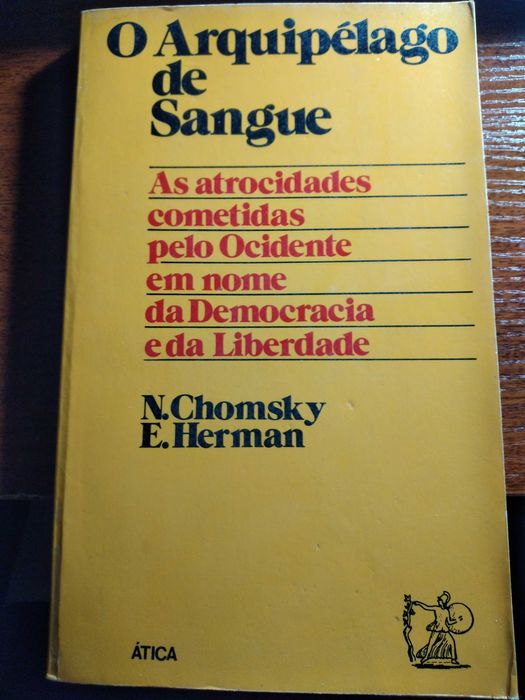 O Arquipélago
de
Sangue
As atrocidades
cometidas
pelo Ocidente
em nome
da Democracia
e da Liberdade
N. Chomsky
E. Herman
ÁTICA